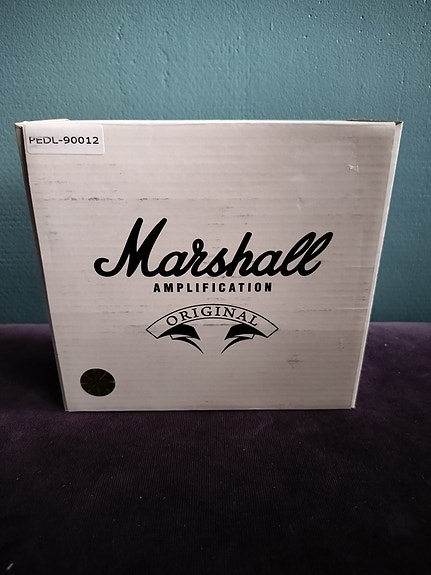 PEDL-90012
Marshall
AMPLIFICATION
ORIGINAL